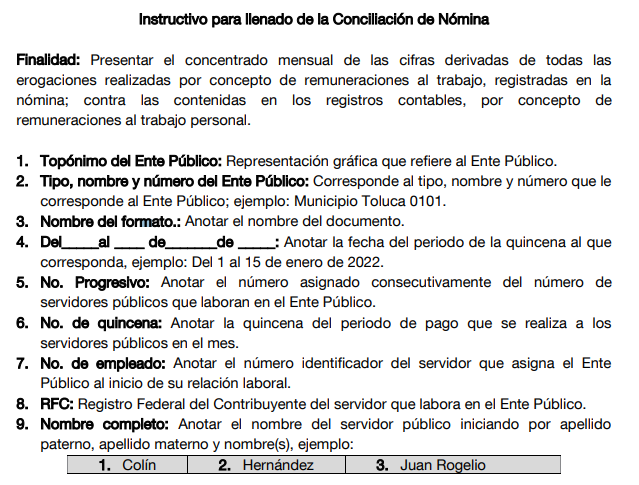 Instructivo para llenado de la Conciliación de Nómina
Finalidad: Presentar el concentrado mensual de las cifras derivadas de todas las
erogaciones realizadas por concepto de remuneraciones al trabajo, registradas en la
nómina; contra las contenidas en los registros contables, por concepto de
remuneraciones al trabajo personal.
1. Topónimo del Ente Público: Representación gráfica que refiere al Ente Público.
2. Tipo, nombre y número del Ente Público: Corresponde al tipo, nombre y número que le
corresponde al Ente Público; ejemplo: Municipio Toluca 0101.
3. Nombre del formato.: Anotar el nombre del documento.
4. Del_____al ____ de_______de _____: Anotar la fecha del periodo de la quincena al que
corresponda, ejemplo: Del 1 al 15 de enero de 2022.
5. No. Progresivo: Anotar el número asignado consecutivamente del número de
servidores públicos que laboran en el Ente Público.
6. No. de quincena: Anotar la quincena del periodo de pago que se realiza a los
servidores públicos en el mes.
7. No. de empleado: Anotar el número identificador del servidor que asigna el Ente
Público al inicio de su relación laboral.
8. RFC: Registro Federal del Contribuyente del servidor que labora en el Ente Público.
9. Nombre completo: Anotar el nombre del servidor público iniciando por apellido
paterno, apellido materno y nombre(s), ejemplo:
1. Colín 2. Hernández 3. Juan Rogelio